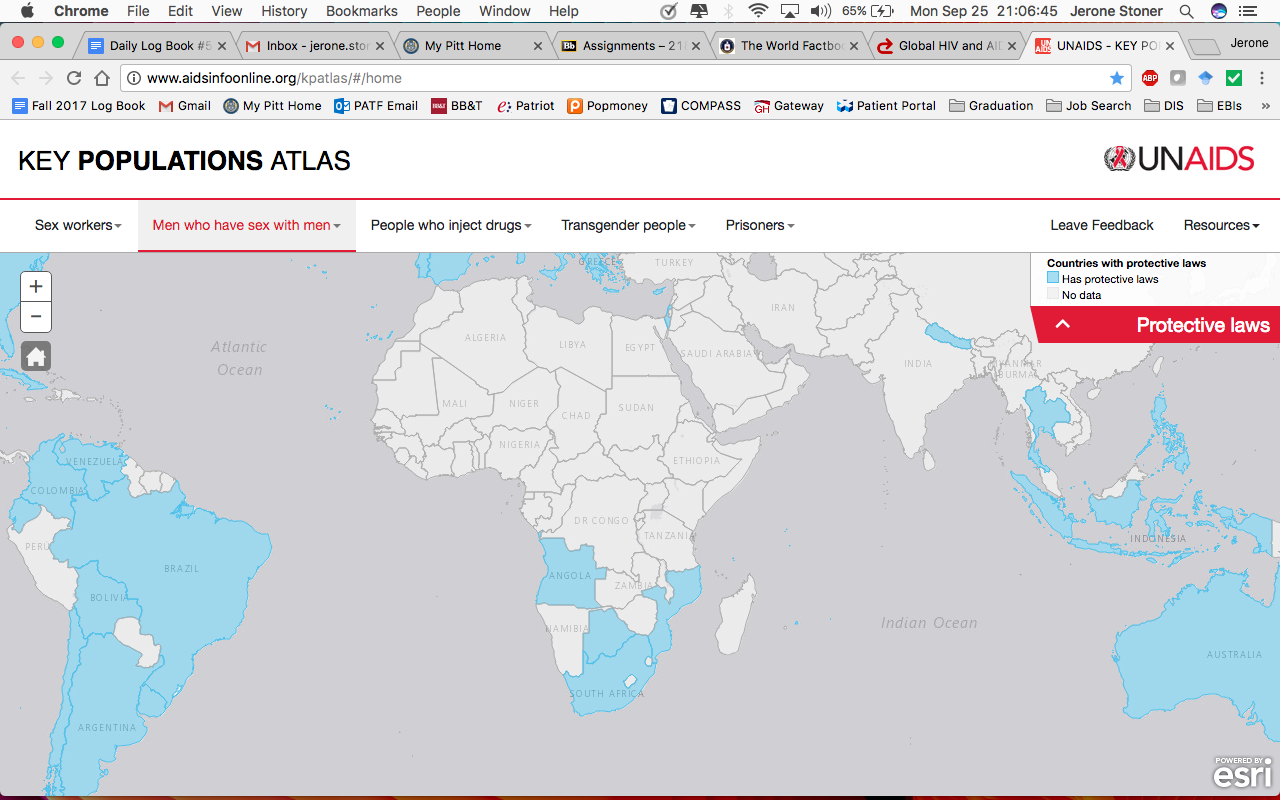 Chrome File Edit View History Bookmarks People Window Help 65% Mon Sep 25 21:06:45 Jerone Stoner
Daily Log Book #5 Inbox - jerone.stor My Pitt Home Assignments – 218 The World Factboo Global HIV and AID UNAIDS - KEY PO Jerone
www.aidsinfoonline.org/kpatlas/#/home ABP
Fall 2017 Log Book Gmail My Pitt Home PATF Email BB&T Patriot Popmoney COMPASS Gateway Patient Portal Graduation Job Search DIS EBIs »
KEY POPULATIONS ATLAS
UNAIDS
Sex workers Men who have sex with men People who inject drugs Transgender people Prisoners Leave Feedback Resources
Countries with protective laws
Has protective laws
No data
Protective laws
+
−
GREECE
TURKEY
IRAN
ALGERIA
LIBYA
EGYPT
SAUDI ARABIA
INDIA
MYANMAR
BURMA
Atlantic
Ocean
MALI
NIGER
CHAD
SUDAN
NIGERIA
ETHIOPIA
VENEZUELA
COLOMBIA
DR CONGO
TANZANIA
INDONESIA
PERU
BRAZIL
ANGOLA
ZAMBIA
BOLIVIA
NAMIBIA
Indian Ocean
AUSTRALIA
SOUTH AFRICA
ARGENTINA
POWERED BY
esri